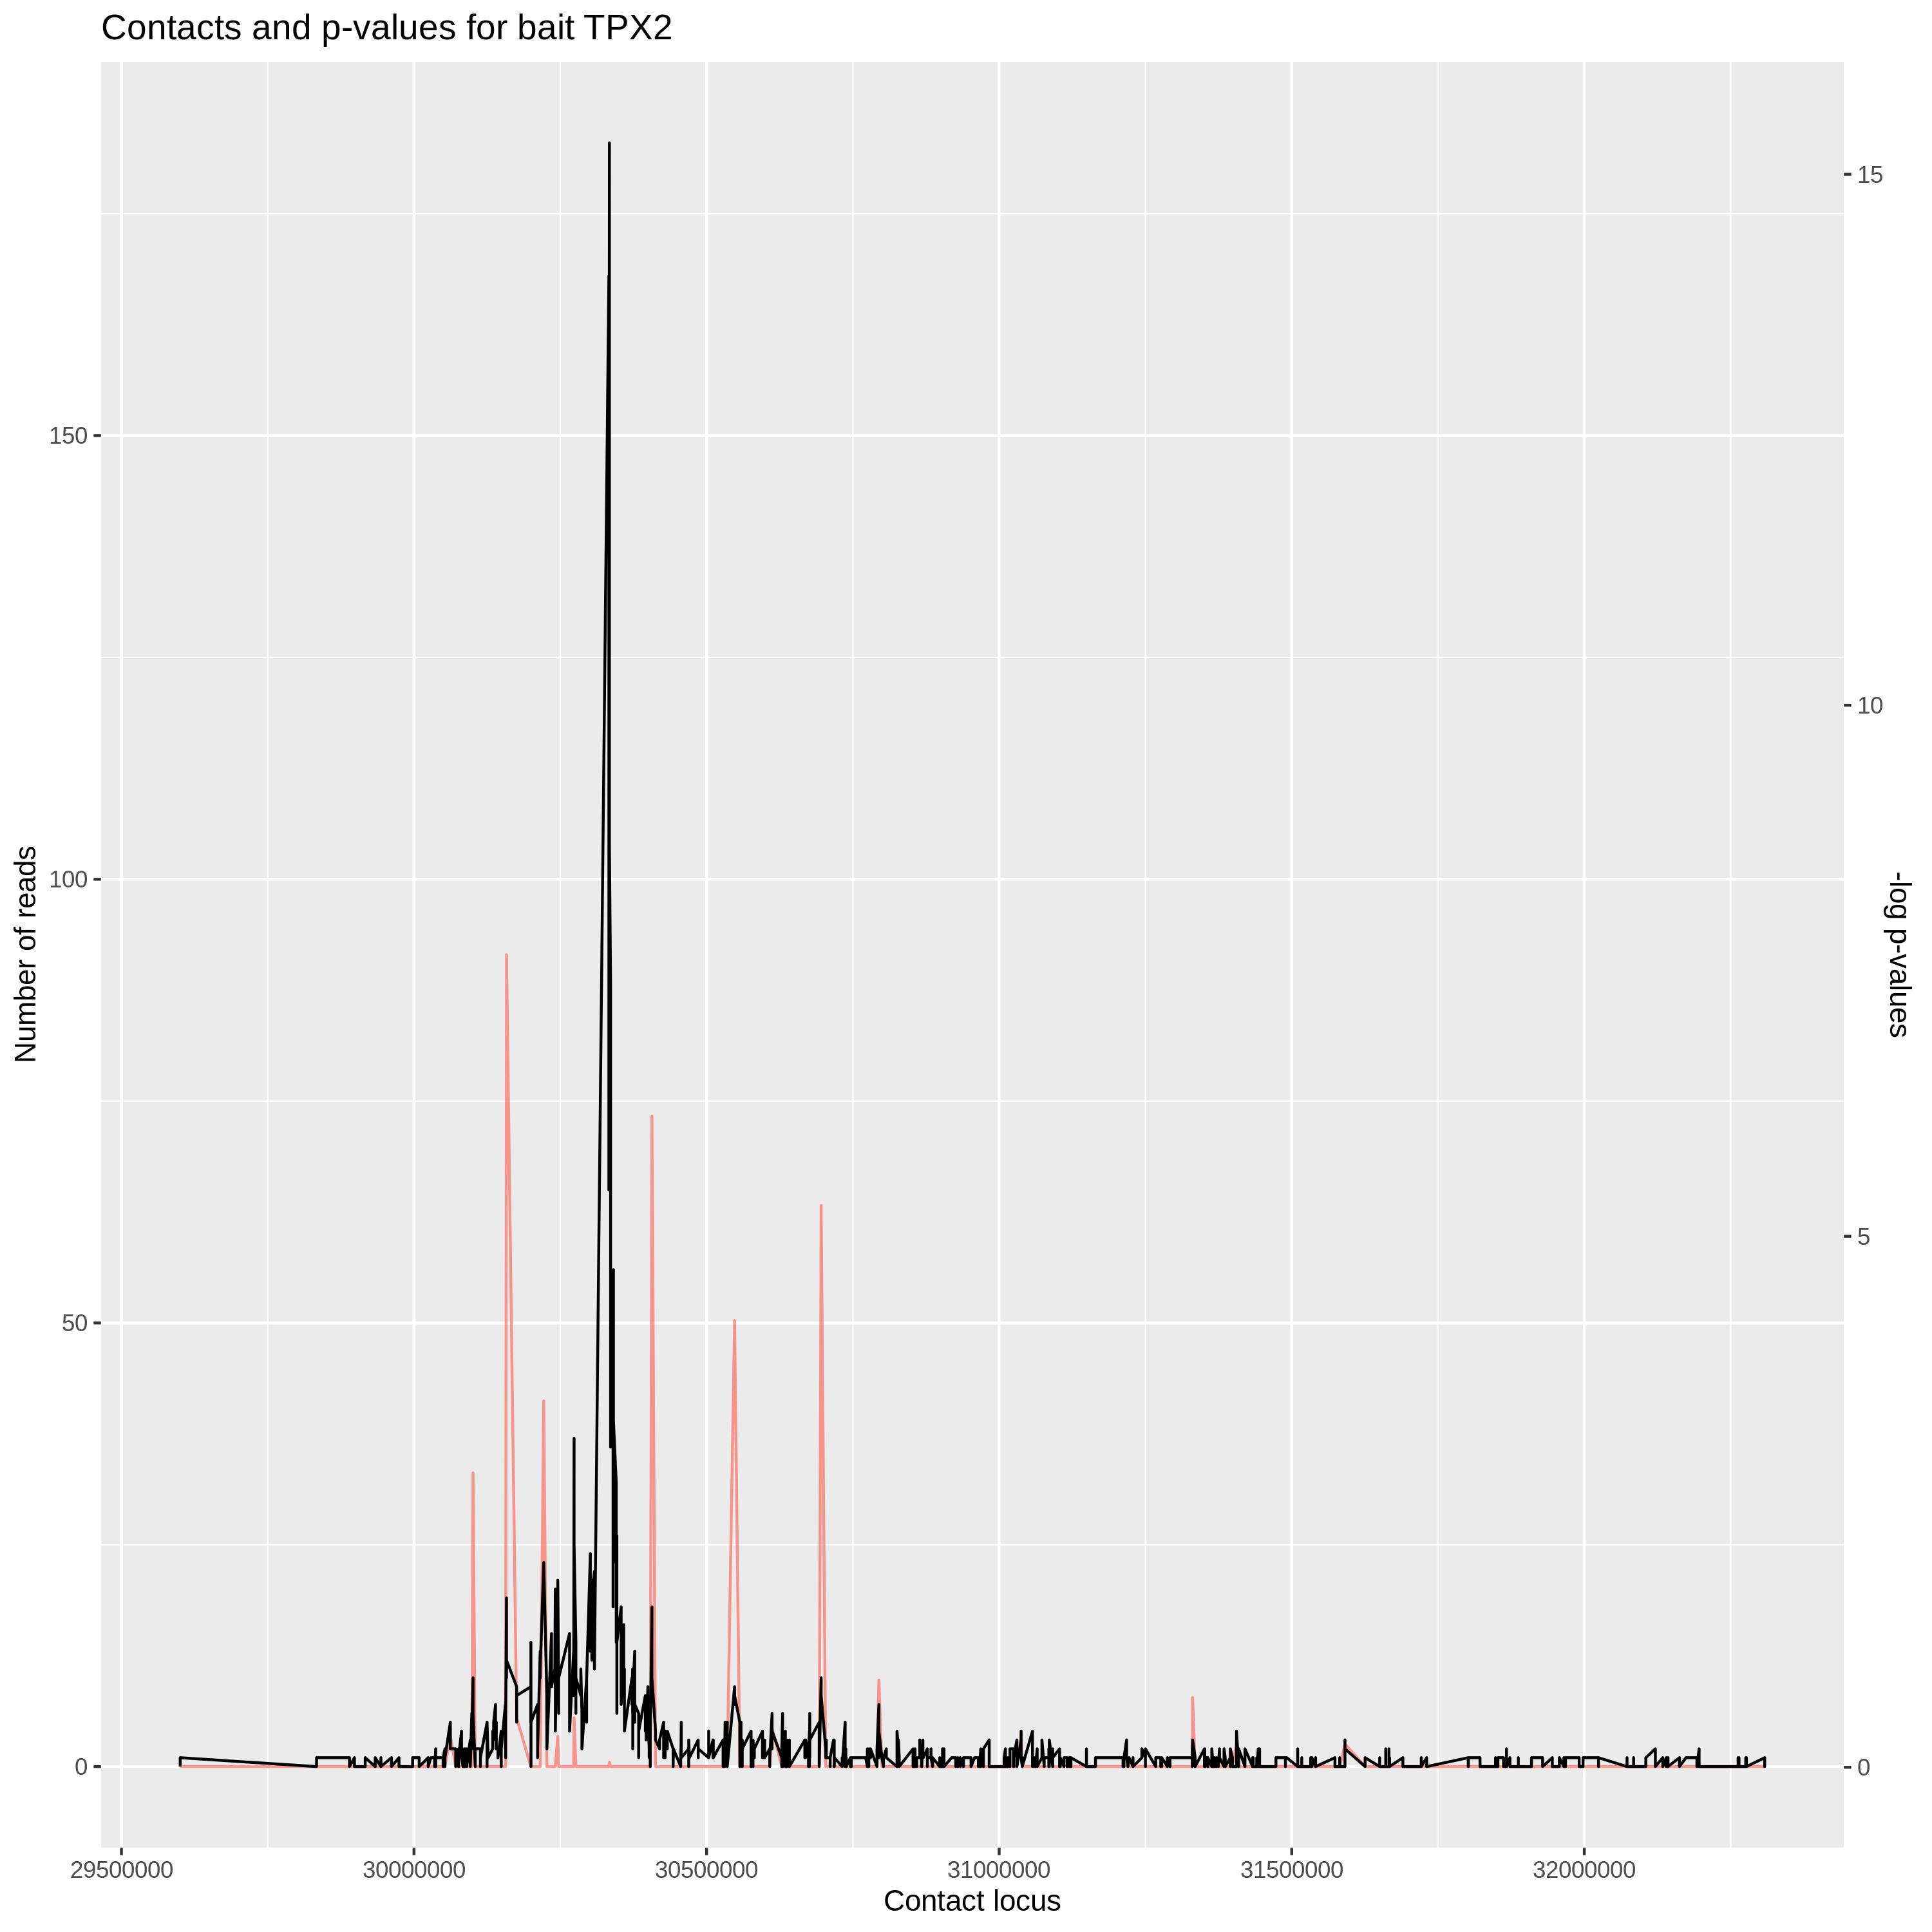 Contacts and p-values for bait TPX2
Number of reads
150
100
50
0
15
10
5
0
-log p-values
29500000 30000000 30500000 31000000 31500000 32000000
Contact locus